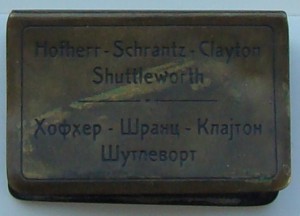 Hofherr - Schrantz - Clayton
Shuttleworth
Хофхер - Шранц - Клајтон
Шутлеворт